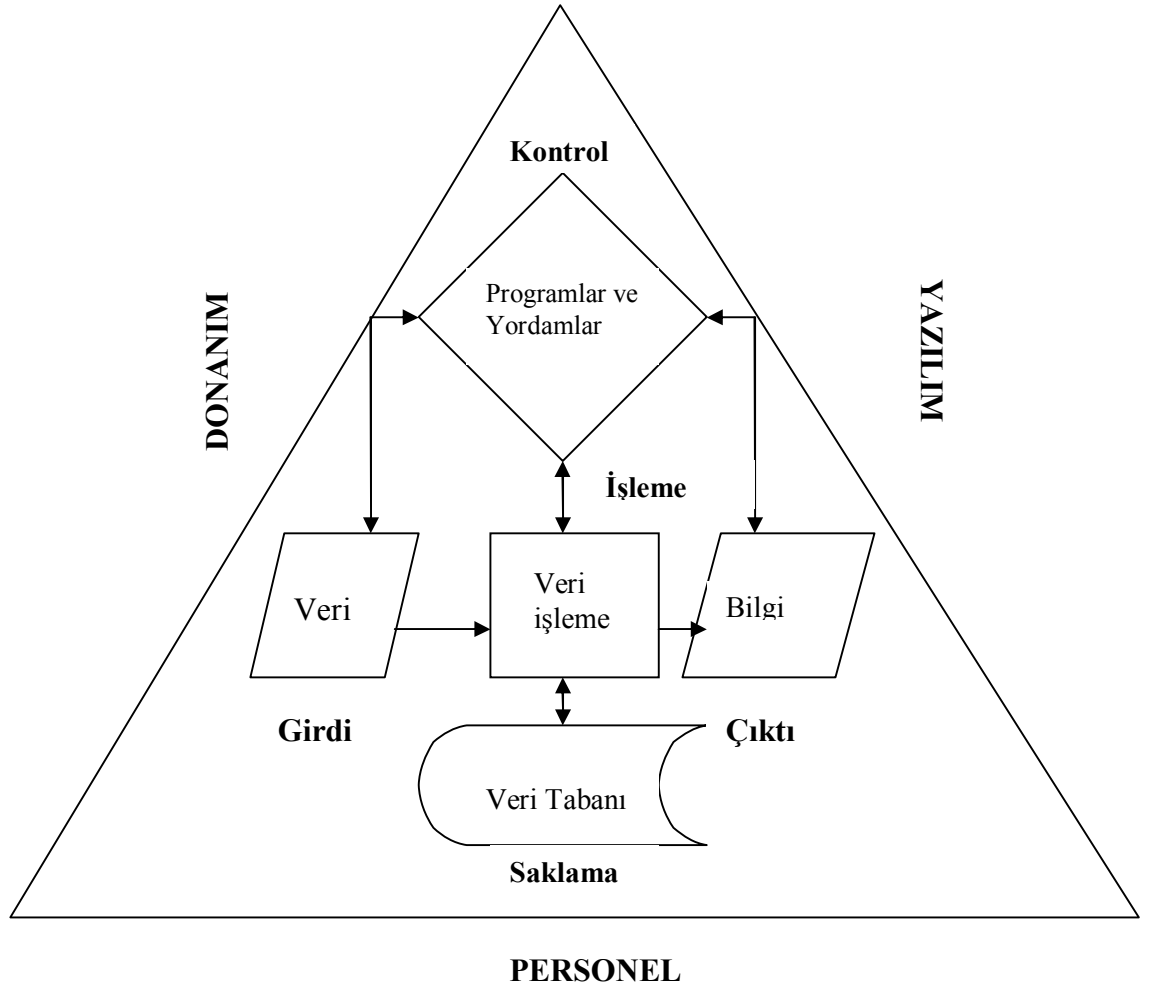 Kontrol
Programlar ve
Yordamlar
DONANIM
YAZILIM
İşleme
Veri
Veri
işleme
Bilgi
Girdi
Çıktı
Veri Tabanı
Saklama
PERSONEL